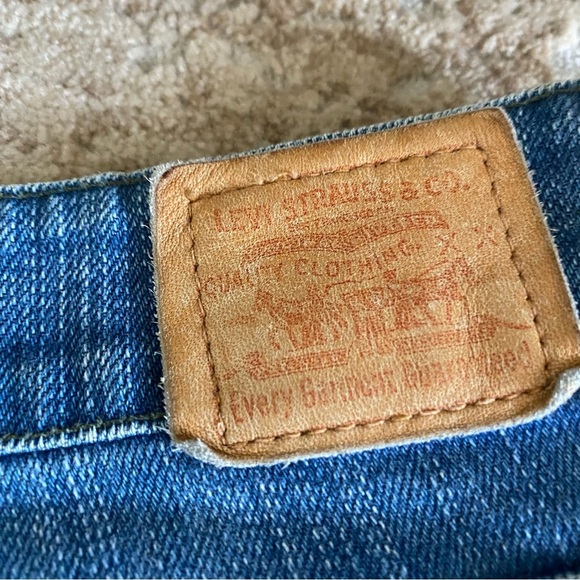 LEVI STRAUSS & CO.
QUALITY CLOTHING
Every Garment Guaranteed